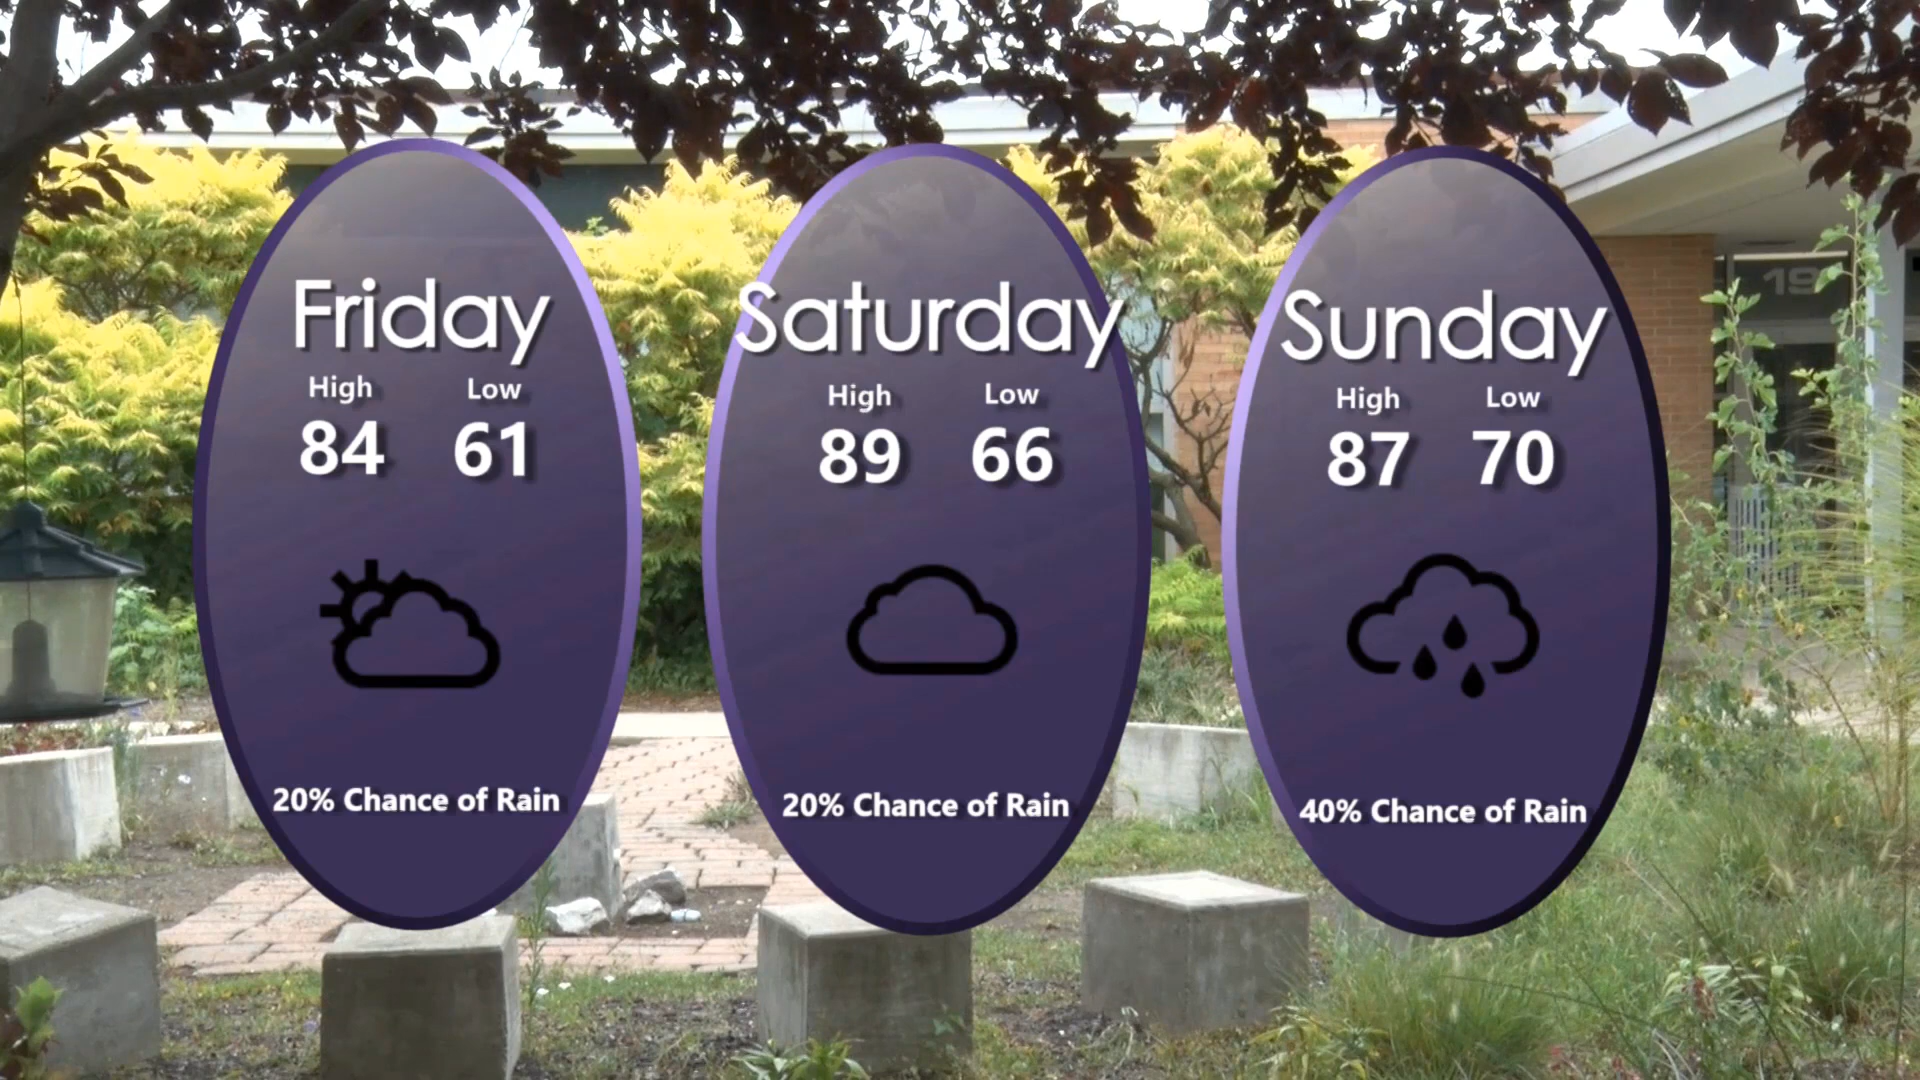 Friday
High Low
84 61
20% Chance of Rain
Saturday
High Low
89 66
20% Chance of Rain
Sunday
High Low
87 70
40% Chance of Rain
19